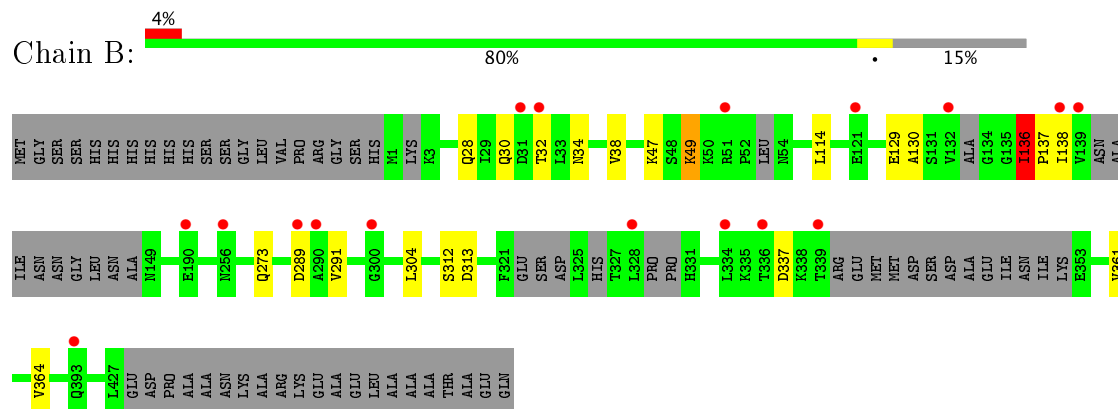 4%
Chain B:
80% • 15%
MET GLY SER SER HIS HIS HIS HIS HIS HIS HIS SER SER GLY LEU VAL PRO ARG GLY SER HIS M1 LYS K3 Q28 I29 Q30 D31 T32 L33 N34 V38 K47 S48 K49 K50 R51 P52 LEU N54 L114 E121 E129 A130 S131 V132 ALA G134 G135 I136 P137 I138 V139 ASN ALA
ILE ASN ASN GLY LEU ASN ALA N149 E190 N256 Q273 D289 A290 V291 G300 L304 S312 D313 F321 GLU SER ASP L325 HIS T327 L328 PRO PRO H331 L334 K335 T336 D337 K338 T339 ARG GLU MET MET ASP SER ASP ALA GLU ILE ASN ILE LYS E353 V361
V364 Q393 L427 GLU ASP PRO ALA ALA ASN LYS ALA ARG LYS GLU ALA GLU LEU ALA ALA ALA THR ALA GLU GLN